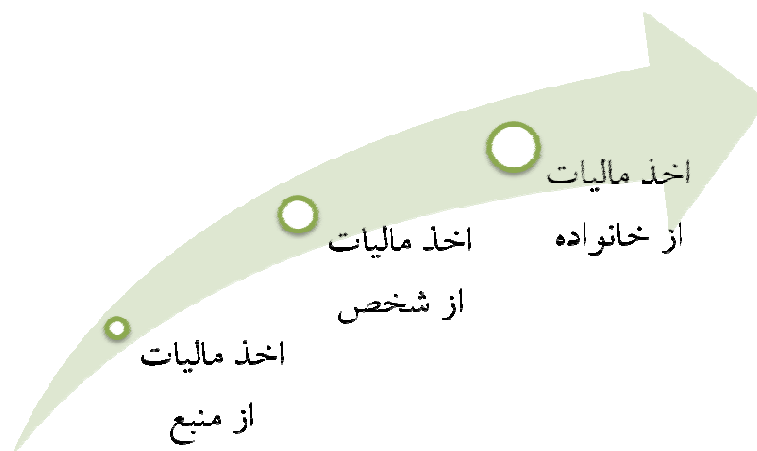 اخذ مالیات
از خانواده
اخذ مالیات
از شخص
اخذ مالیات
از منبع